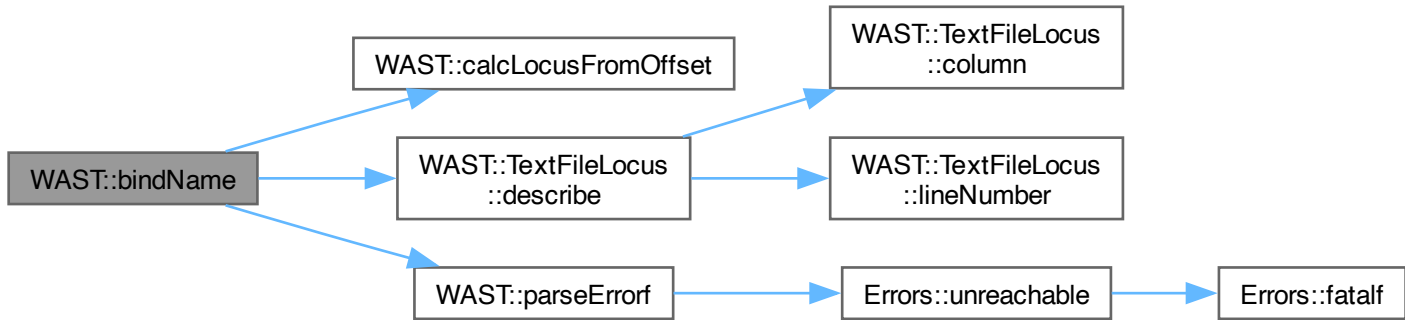 WAST::bindName
WAST::calcLocusFromOffset
WAST::TextFileLocus
::describe
WAST::parseErrorf
WAST::TextFileLocus
::column
WAST::TextFileLocus
::lineNumber
Errors::unreachable
Errors::fatalf